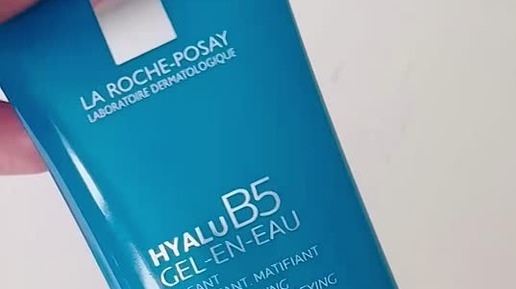 LA ROCHE-POSAY
LABORATOIRE DERMATOLOGIQUE
HYALU B5
GEL-EN-EAU
MATIFIANT